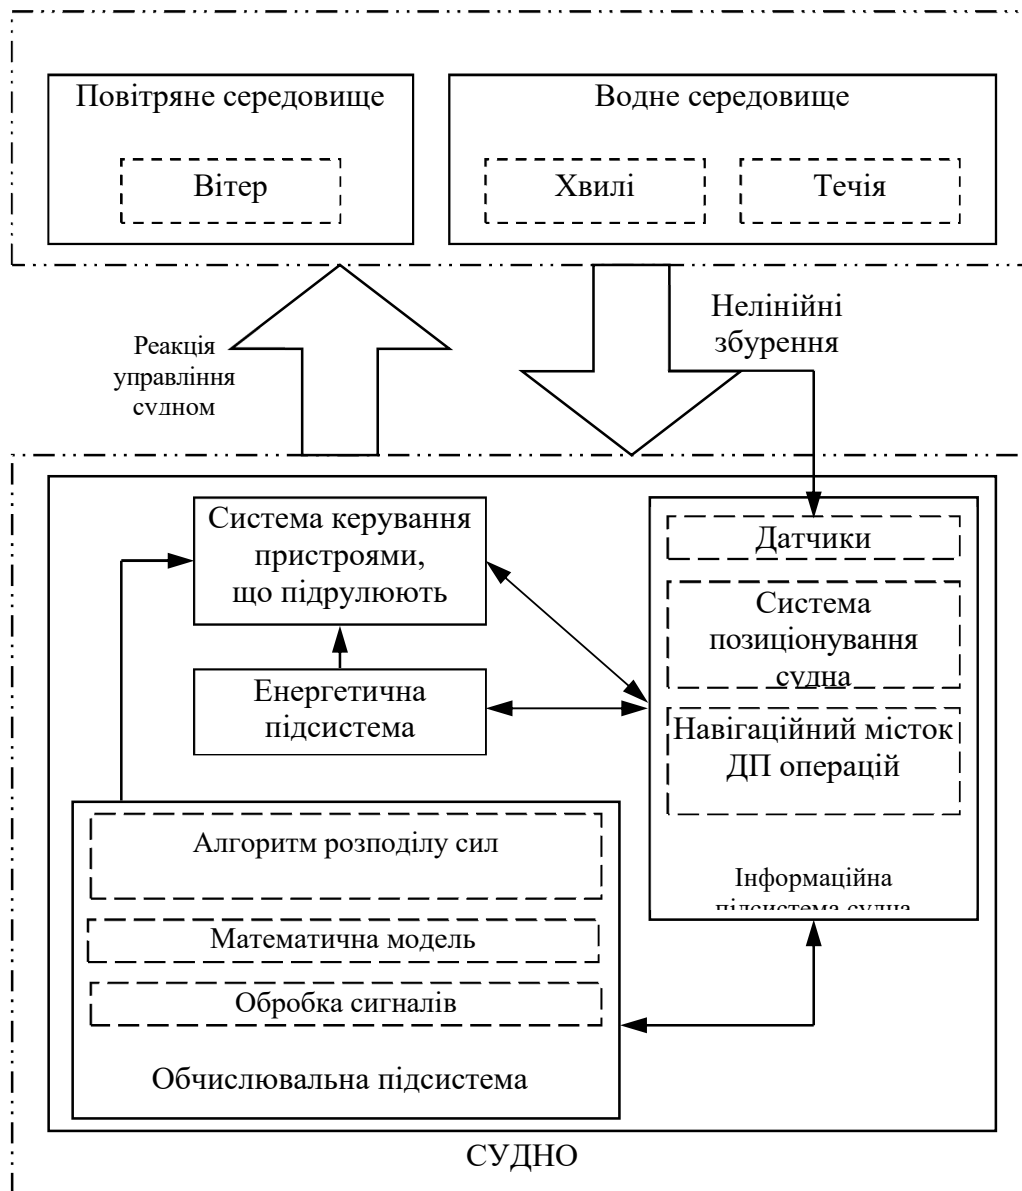 Повітряне середовище
Водне середовище
Вітер
Хвилі
Течія
Нелінійні
збурення
Реакція
управління
судном
Система керування
пристроями,
що підрулюють
Датчики
Система
позиціонування
судна
Енергетична
підсистема
Навігаційний місток
ДП операцій
Алгоритм розподілу сил
Інформаційна
підсистема судна
Математична модель
Обробка сигналів
Обчислювальна підсистема
СУДНО